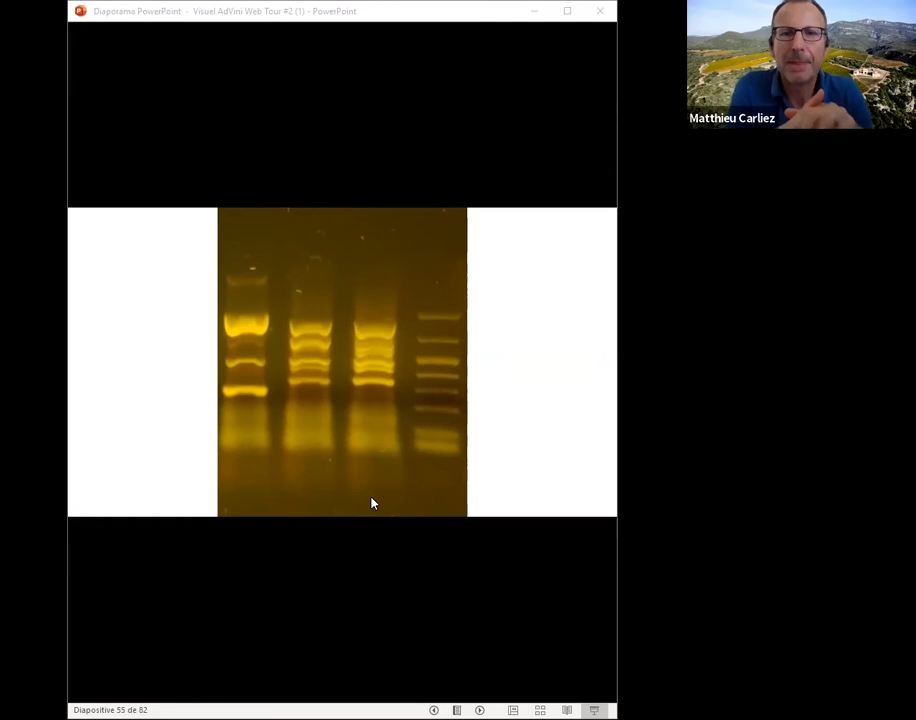 Diaporama PowerPoint - Visuel AdVini Web Tour #2 (1) - PowerPoint
Matthieu Carliez
Diapositive 55 de 82